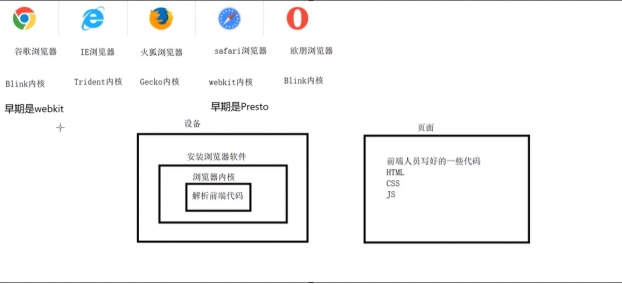 谷歌浏览器
IE浏览器
火狐浏览器
safari浏览器
欧朋浏览器
Blink内核
Trident内核
Gecko内核
webkit内核
Blink内核
早期是webkit
早期是Presto
设备
安装浏览器软件
浏览器内核
解析前端代码
页面
前端人员写好的一些代码
HTML
CSS
JS